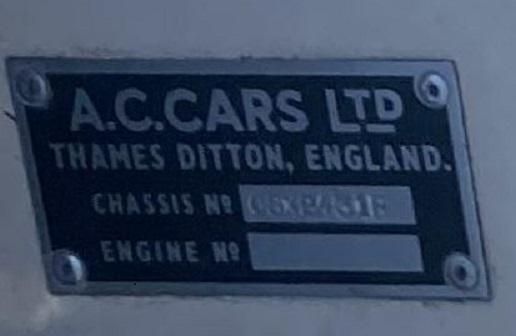 A.C.CARS LTD
THAMES DITTON, ENGLAND.
CHASSIS Nº
ENGINE Nº